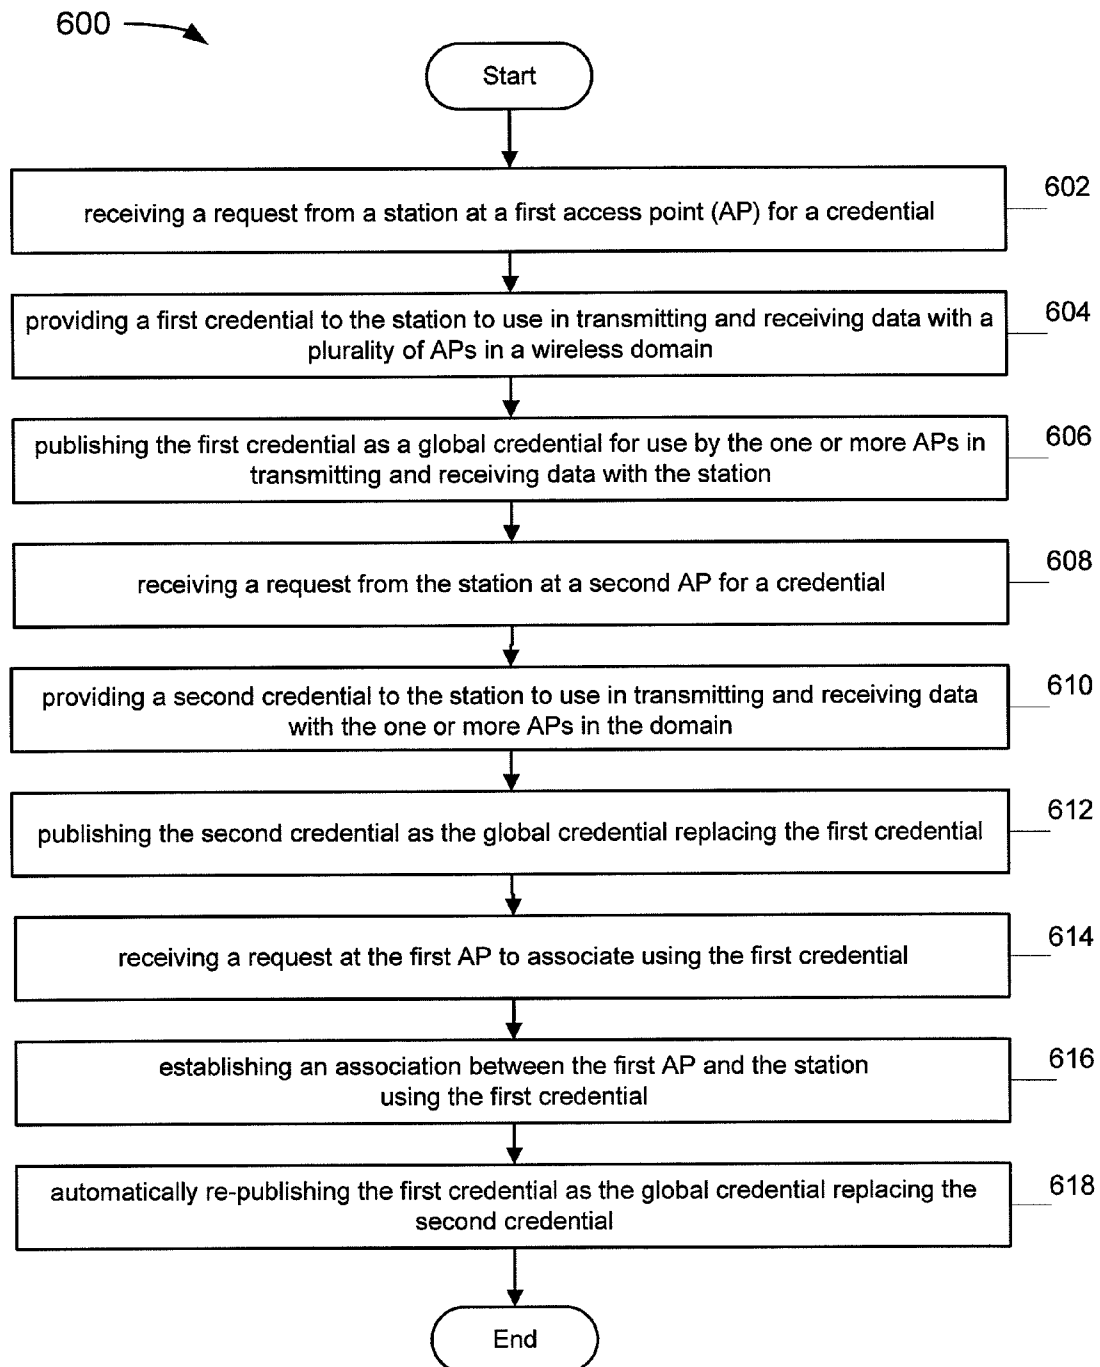 600
Start
receiving a request from a station at a first access point (AP) for a credential
602
providing a first credential to the station to use in transmitting and receiving data with a
plurality of APs in a wireless domain
604
publishing the first credential as a global credential for use by the one or more APs in
transmitting and receiving data with the station
606
receiving a request from the station at a second AP for a credential
608
providing a second credential to the station to use in transmitting and receiving data
with the one or more APs in the domain
610
publishing the second credential as the global credential replacing the first credential
612
receiving a request at the first AP to associate using the first credential
614
establishing an association between the first AP and the station
using the first credential
616
automatically re-publishing the first credential as the global credential replacing the
second credential
618
End